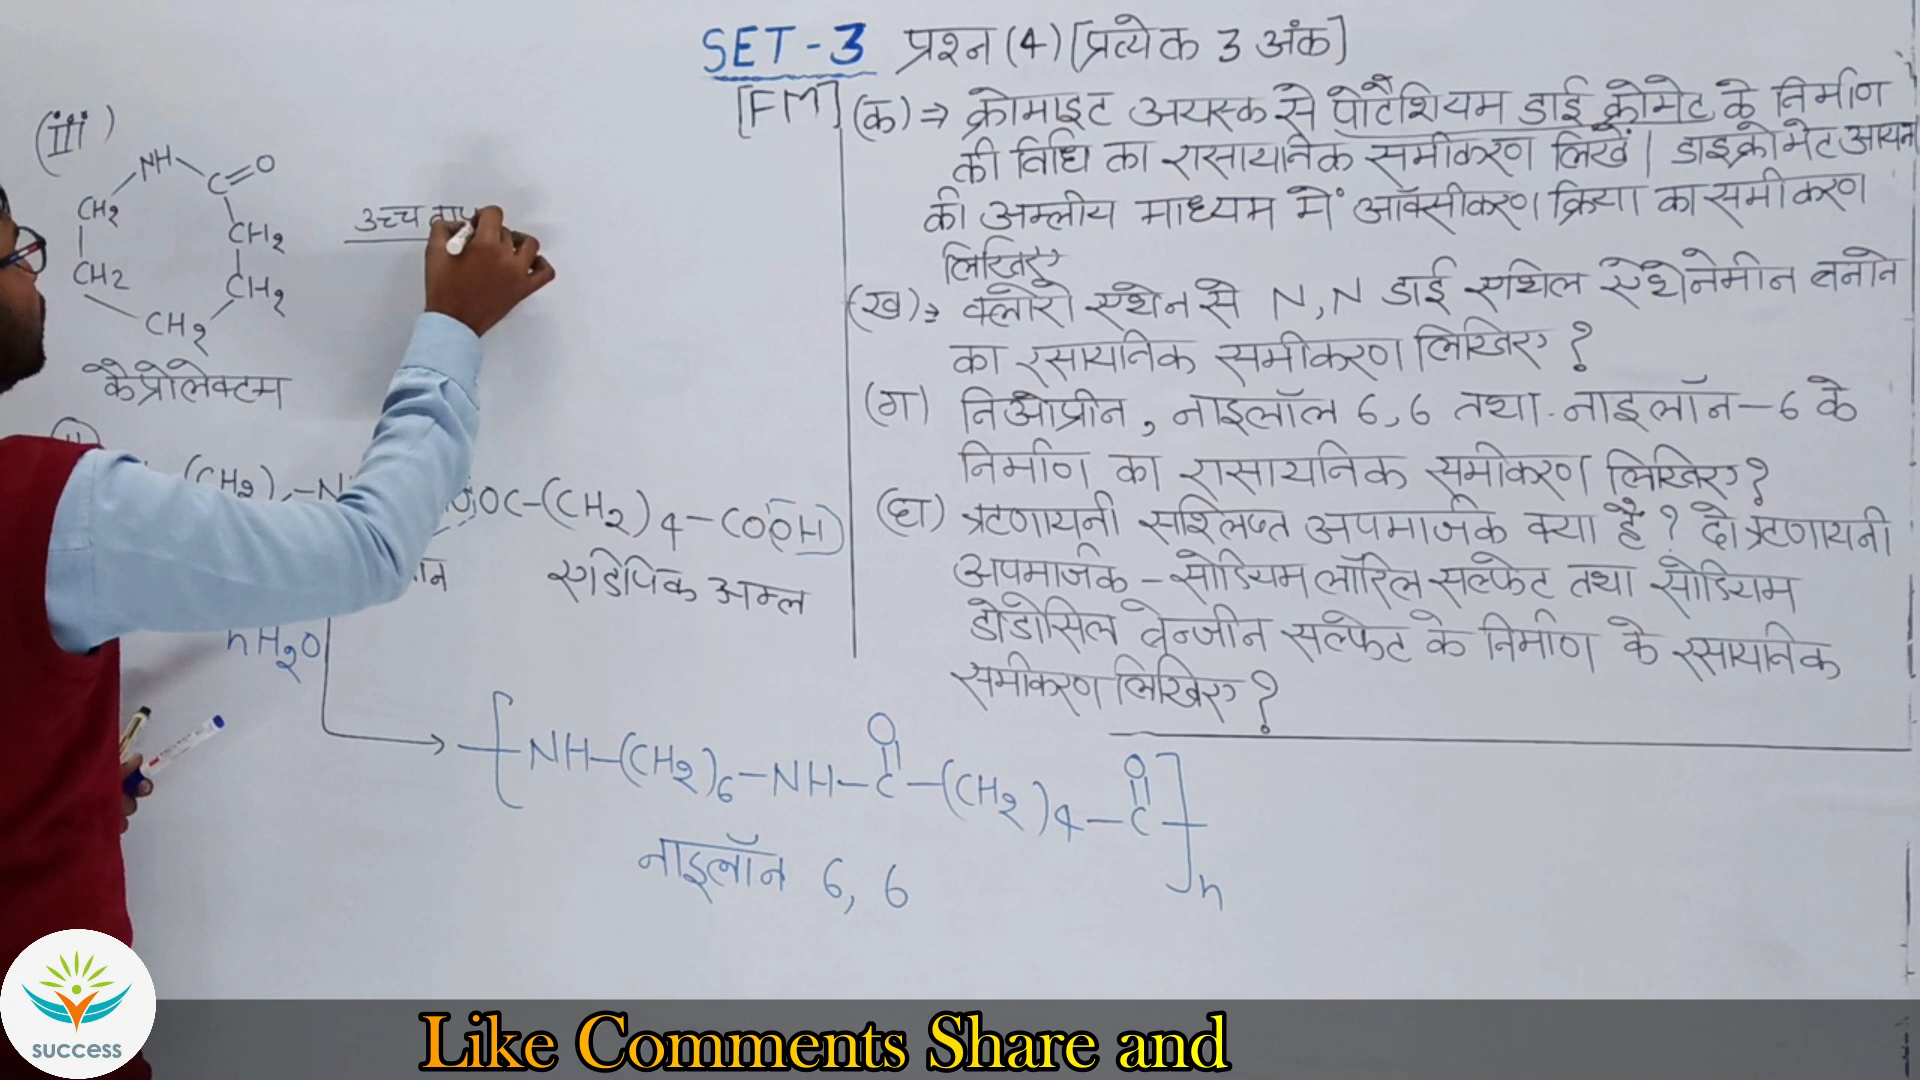 SET-3 प्रश्न (4) [प्रत्येक 3 अंक]
[FM] (क) ⇒ क्रोमाइट अयस्क से पोटैशियम डाई क्रोमेट के निर्माण
की विधि का रासायनिक समीकरण लिखें। डाइक्रोमेट आयन
की अम्लीय माध्यम में ऑक्सीकरण क्रिया का समीकरण
लिखिए
(ख) ⇒ क्लोरो एथेन से N,N डाई एथिल ऐथेनेमीन बनाने
का रसायनिक समीकरण लिखिए?
(ग) निओप्रीन, नाइलॉल 6,6 तथा नाइलॉन-6 के
निर्माण का रासायनिक समीकरण लिखिए?
(घ) ऋणायनी सश्लिप्त अपमार्जक क्या है? दो ऋणायनी
अपमार्जक - सोडियम लॉरिल सल्फेट तथा सोडियम
डोडेसिल बेन्जीन सल्फेट के निर्माण के रसायनिक
समीकरण लिखिए?
(iii)
NH C=O
CH2 CH2
CH2 CH2
CH2
कैप्रोलेक्टम
उच्च ताप
(CH2)
OC-(CH2)4-COOH
एडिपिक अम्ल
nH2O
[NH-(CH2)6-NH-C-(CH2)4-C]n
O O
नाइलॉन 6,6
success
Like Comments Share and